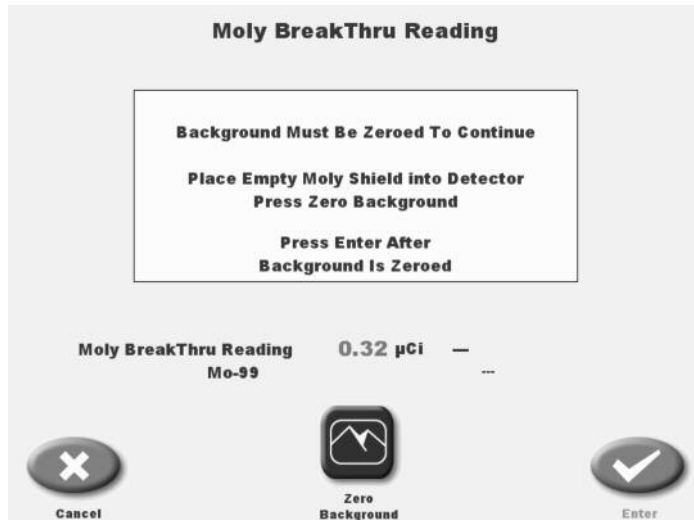 Moly BreakThru Reading
Background Must Be Zeroed To Continue
Place Empty Moly Shield into Detector
Press Zero Background
Press Enter After
Background Is Zeroed
Moly BreakThru Reading 0.32 μCi —
Mo-99 ---
Cancel
Zero
Background
Enter